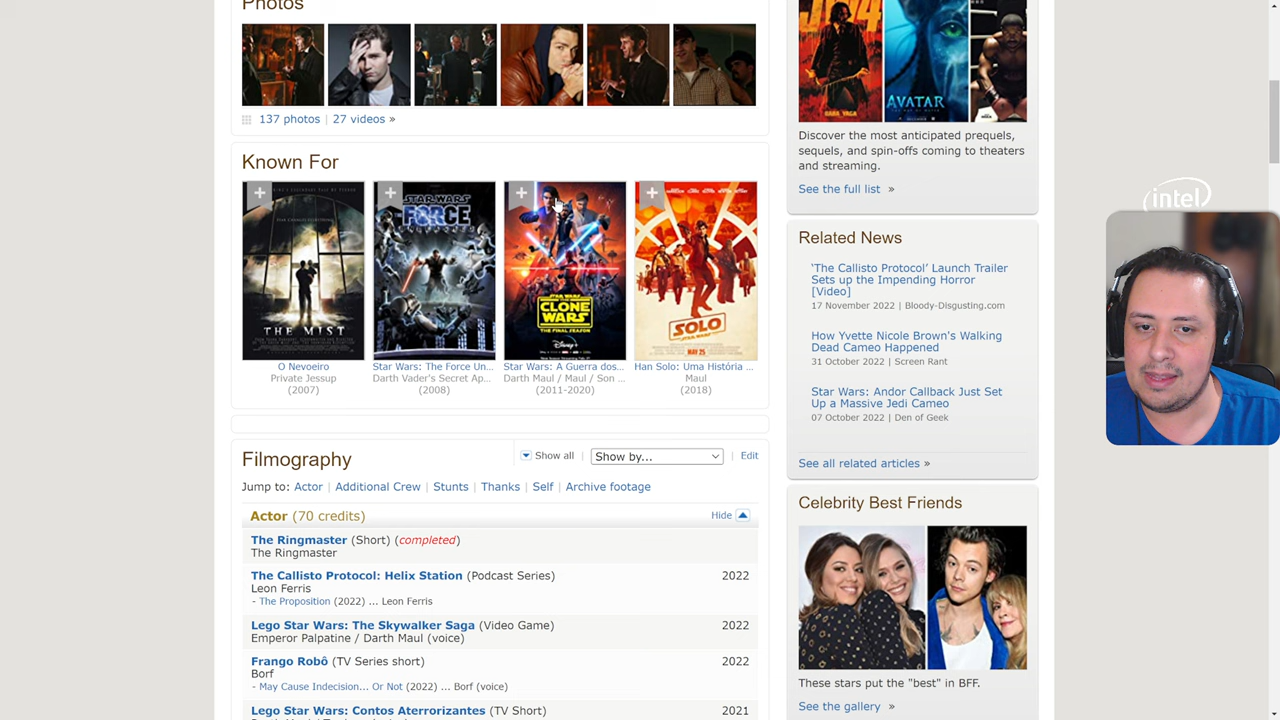 Photos
137 photos | 27 videos »
Known For
THE MIST
STAR WARS
THE FORCE
STAR WARS
THE CLONE WARS
THE FINAL SEASON
Disney+
SOLO
MAY 25
O Nevoeiro
Private Jessup
(2007)
Star Wars: The Force Un...
Darth Vader's Secret Ap...
(2008)
Star Wars: A Guerra dos...
Darth Maul / Maul / Son ...
(2011-2020)
Han Solo: Uma História ...
Maul
(2018)
Filmography
Show all | Show by... | Edit
Jump to: Actor | Additional Crew | Stunts | Thanks | Self | Archive footage
Actor (70 credits)
Hide
The Ringmaster (Short) (completed)
The Ringmaster
The Callisto Protocol: Helix Station (Podcast Series) 2022
Leon Ferris
- The Proposition (2022) ... Leon Ferris
Lego Star Wars: The Skywalker Saga (Video Game) 2022
Emperor Palpatine / Darth Maul (voice)
Frango Robô (TV Series short) 2022
Borf
- May Cause Indecision... Or Not (2022) ... Borf (voice)
Lego Star Wars: Contos Aterrorizantes (TV Short) 2021
BABA YAGA
AVATAR
Discover the most anticipated prequels,
sequels, and spin-offs coming to theaters
and streaming.
See the full list »
Related News
'The Callisto Protocol' Launch Trailer
Sets up the Impending Horror
[Video]
17 November 2022 | Bloody-Disgusting.com
How Yvette Nicole Brown's Walking
Dead Cameo Happened
31 October 2022 | Screen Rant
Star Wars: Andor Callback Just Set
Up a Massive Jedi Cameo
07 October 2022 | Den of Geek
See all related articles »
Celebrity Best Friends
These stars put the "best" in BFF.
See the gallery »
intel